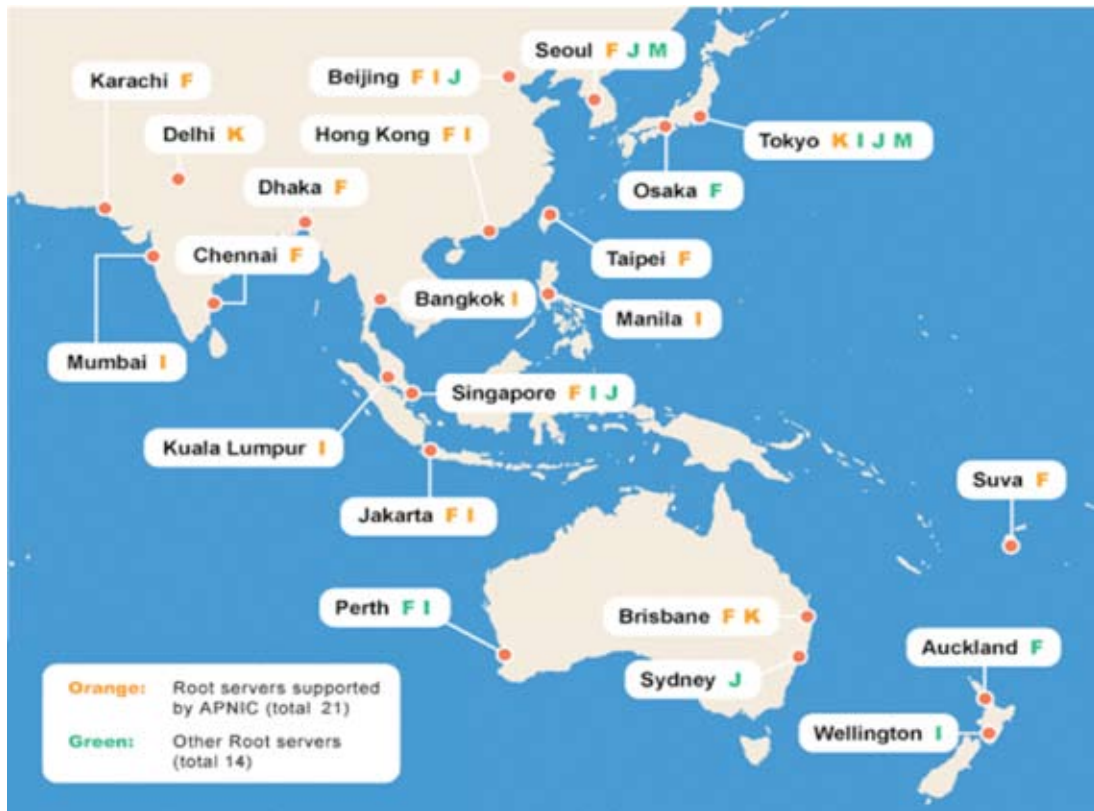 Seoul F J M
Karachi F
Beijing F I J
Delhi K
Hong Kong F I
Tokyo K I J M
Dhaka F
Osaka F
Chennai F
Taipei F
Bangkok I
Manila I
Mumbai I
Singapore F I J
Kuala Lumpur I
Suva F
Jakarta F I
Perth F I
Brisbane F K
Auckland F
Sydney J
Wellington I
Orange: Root servers supported
by APNIC (total 21)
Green: Other Root servers
(total 14)